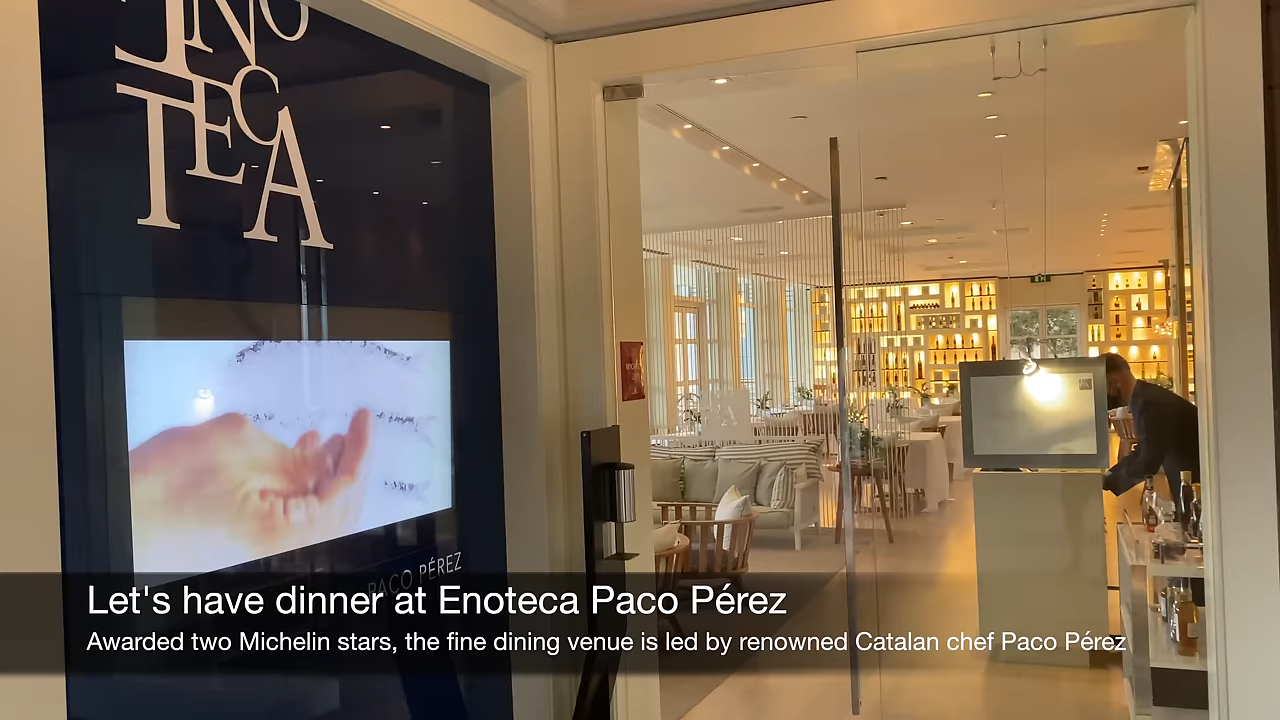 ENO
TECA
PACO PÉREZ
Let's have dinner at Enoteca Paco Pérez
Awarded two Michelin stars, the fine dining venue is led by renowned Catalan chef Paco Pérez